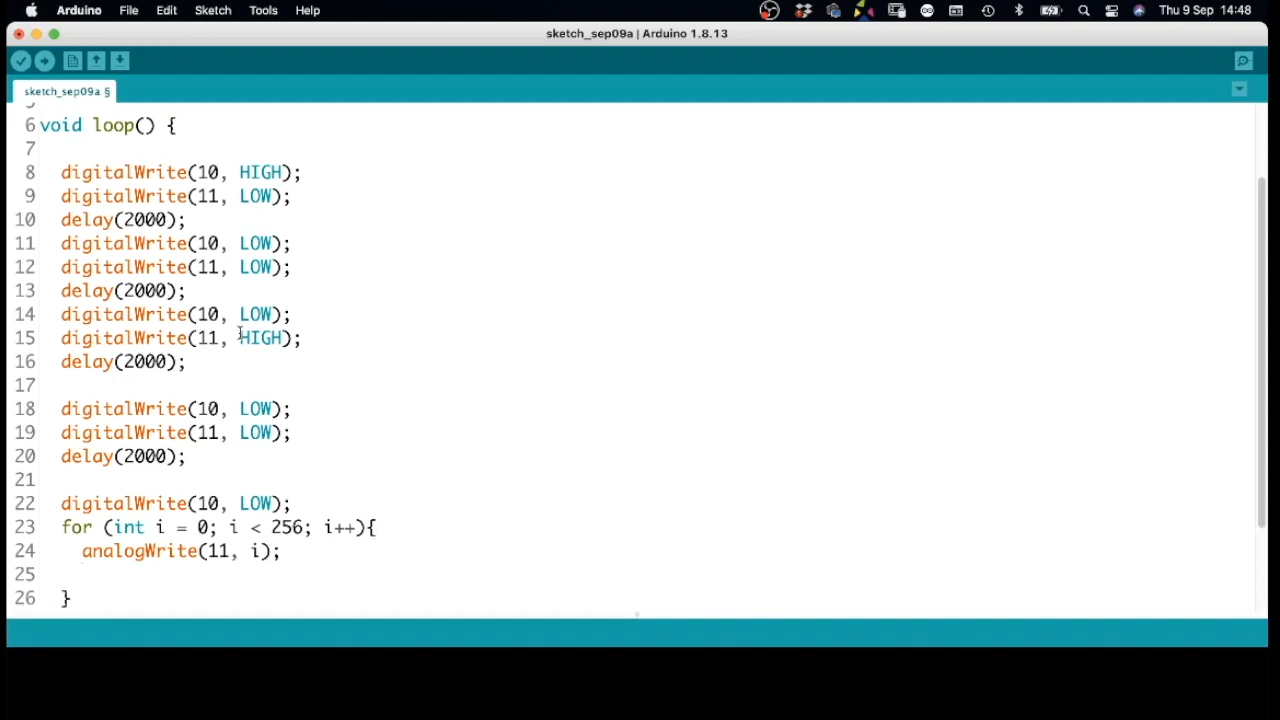 Arduino File Edit Sketch Tools Help Thu 9 Sep 14:48
sketch_sep09a | Arduino 1.8.13
sketch_sep09a §
6 void loop() {
7
8 digitalWrite(10, HIGH);
9 digitalWrite(11, LOW);
10 delay(2000);
11 digitalWrite(10, LOW);
12 digitalWrite(11, LOW);
13 delay(2000);
14 digitalWrite(10, LOW);
15 digitalWrite(11, HIGH);
16 delay(2000);
17
18 digitalWrite(10, LOW);
19 digitalWrite(11, LOW);
20 delay(2000);
21
22 digitalWrite(10, LOW);
23 for (int i = 0; i < 256; i++){
24 analogWrite(11, i);
25
26 }